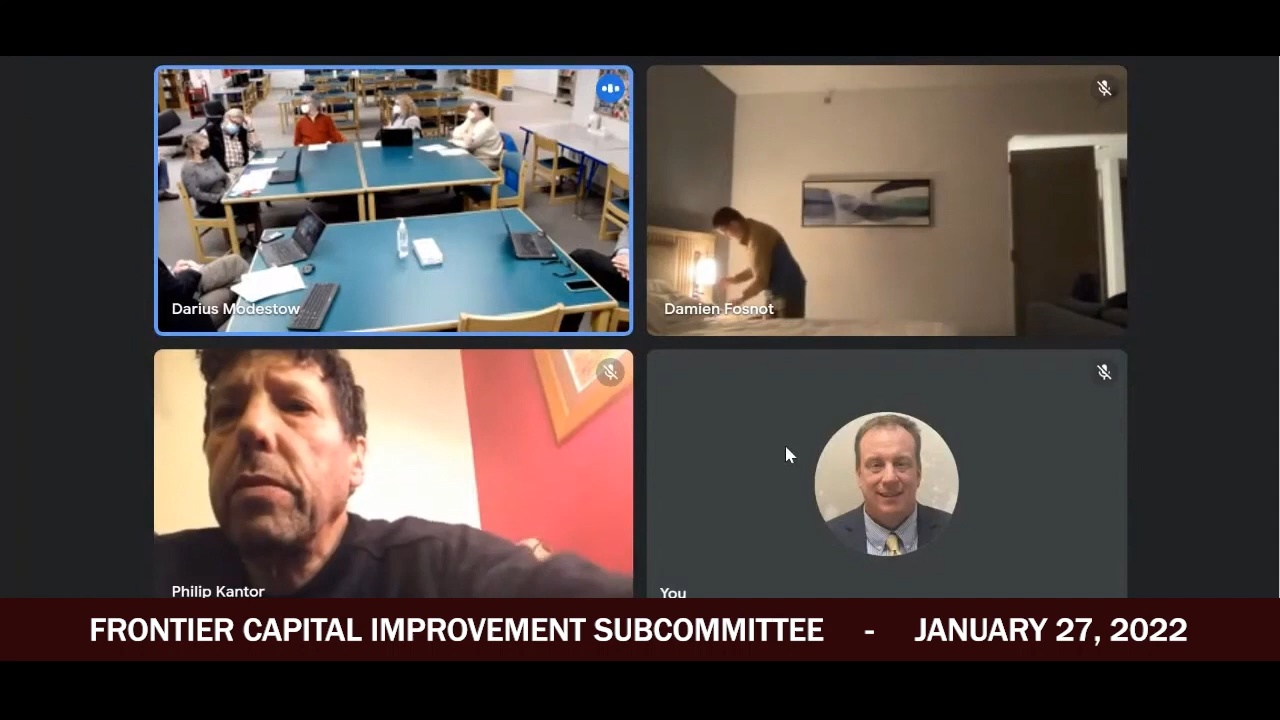 Darius Modestow
Damien Fosnot
Philip Kantor
You
FRONTIER CAPITAL IMPROVEMENT SUBCOMMITTEE - JANUARY 27, 2022